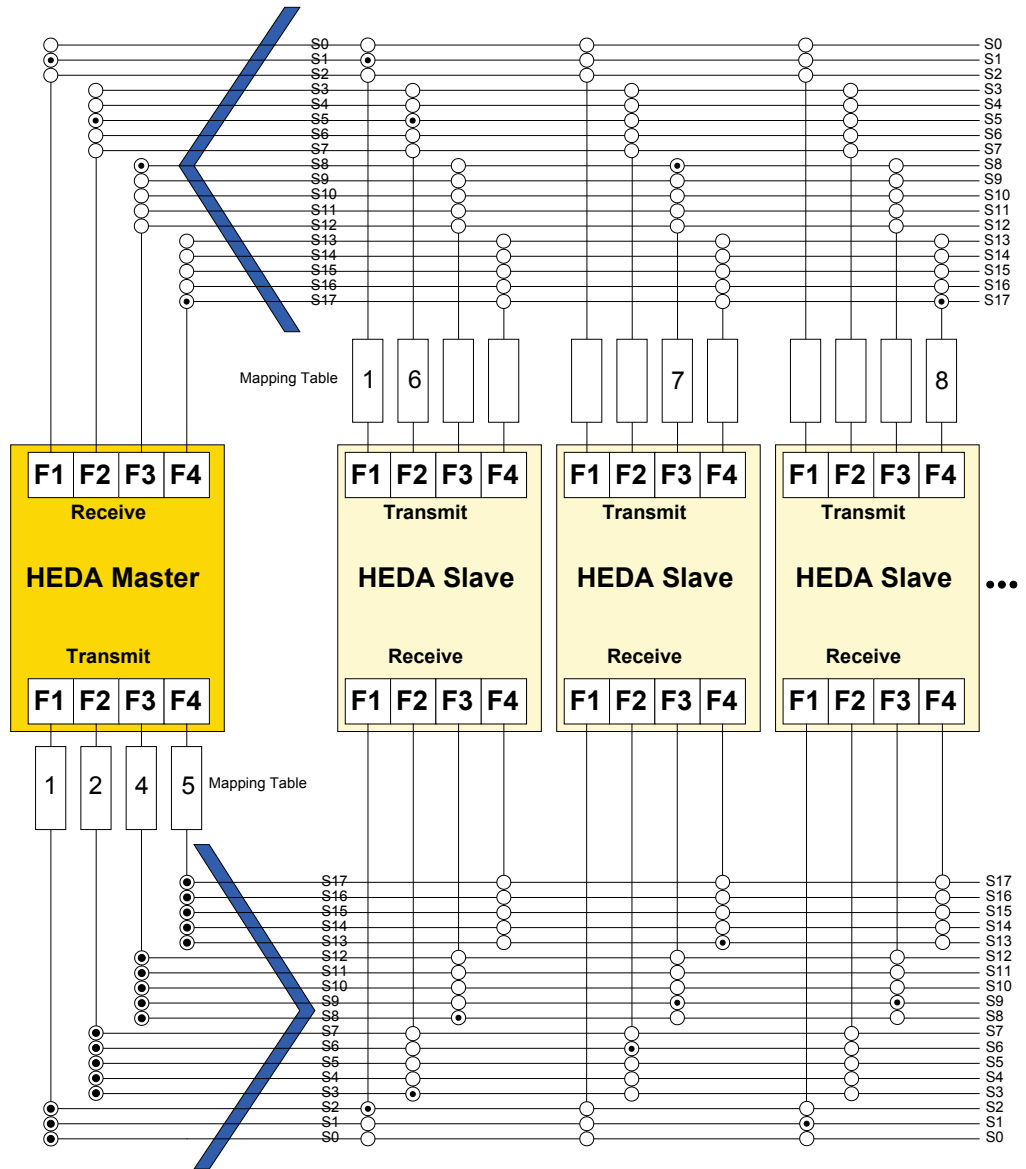 S0 S0
S1 S1
S2 S2
S3 S3
S4 S4
S5 S5
S6 S6
S7 S7
S8 S8
S9 S9
S10 S10
S11 S11
S12 S12
S13 S13
S14 S14
S15 S15
S16 S16
S17 S17
Mapping Table 1 6 7 8
F1 F2 F3 F4 F1 F2 F3 F4 F1 F2 F3 F4 F1 F2 F3 F4
Receive Transmit Transmit Transmit
HEDA Master HEDA Slave HEDA Slave HEDA Slave ...
Transmit Receive Receive Receive
F1 F2 F3 F4 F1 F2 F3 F4 F1 F2 F3 F4 F1 F2 F3 F4
1 2 4 5 Mapping Table
S17 S17
S16 S16
S15 S15
S14 S14
S13 S13
S12 S12
S11 S11
S10 S10
S9 S9
S8 S8
S7 S7
S6 S6
S5 S5
S4 S4
S3 S3
S2 S2
S1 S1
S0 S0